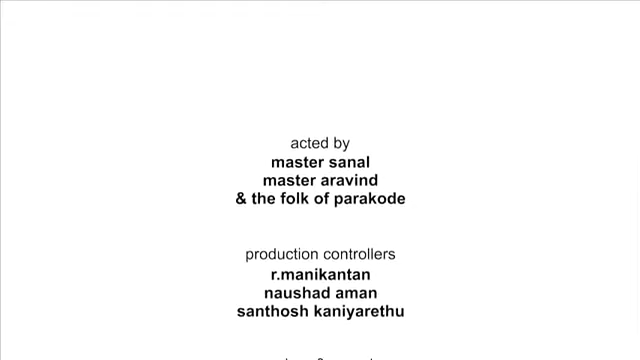 acted by
master sanal
master aravind
& the folk of parakode
production controllers
r.manikantan
naushad aman
santhosh kaniyarethu